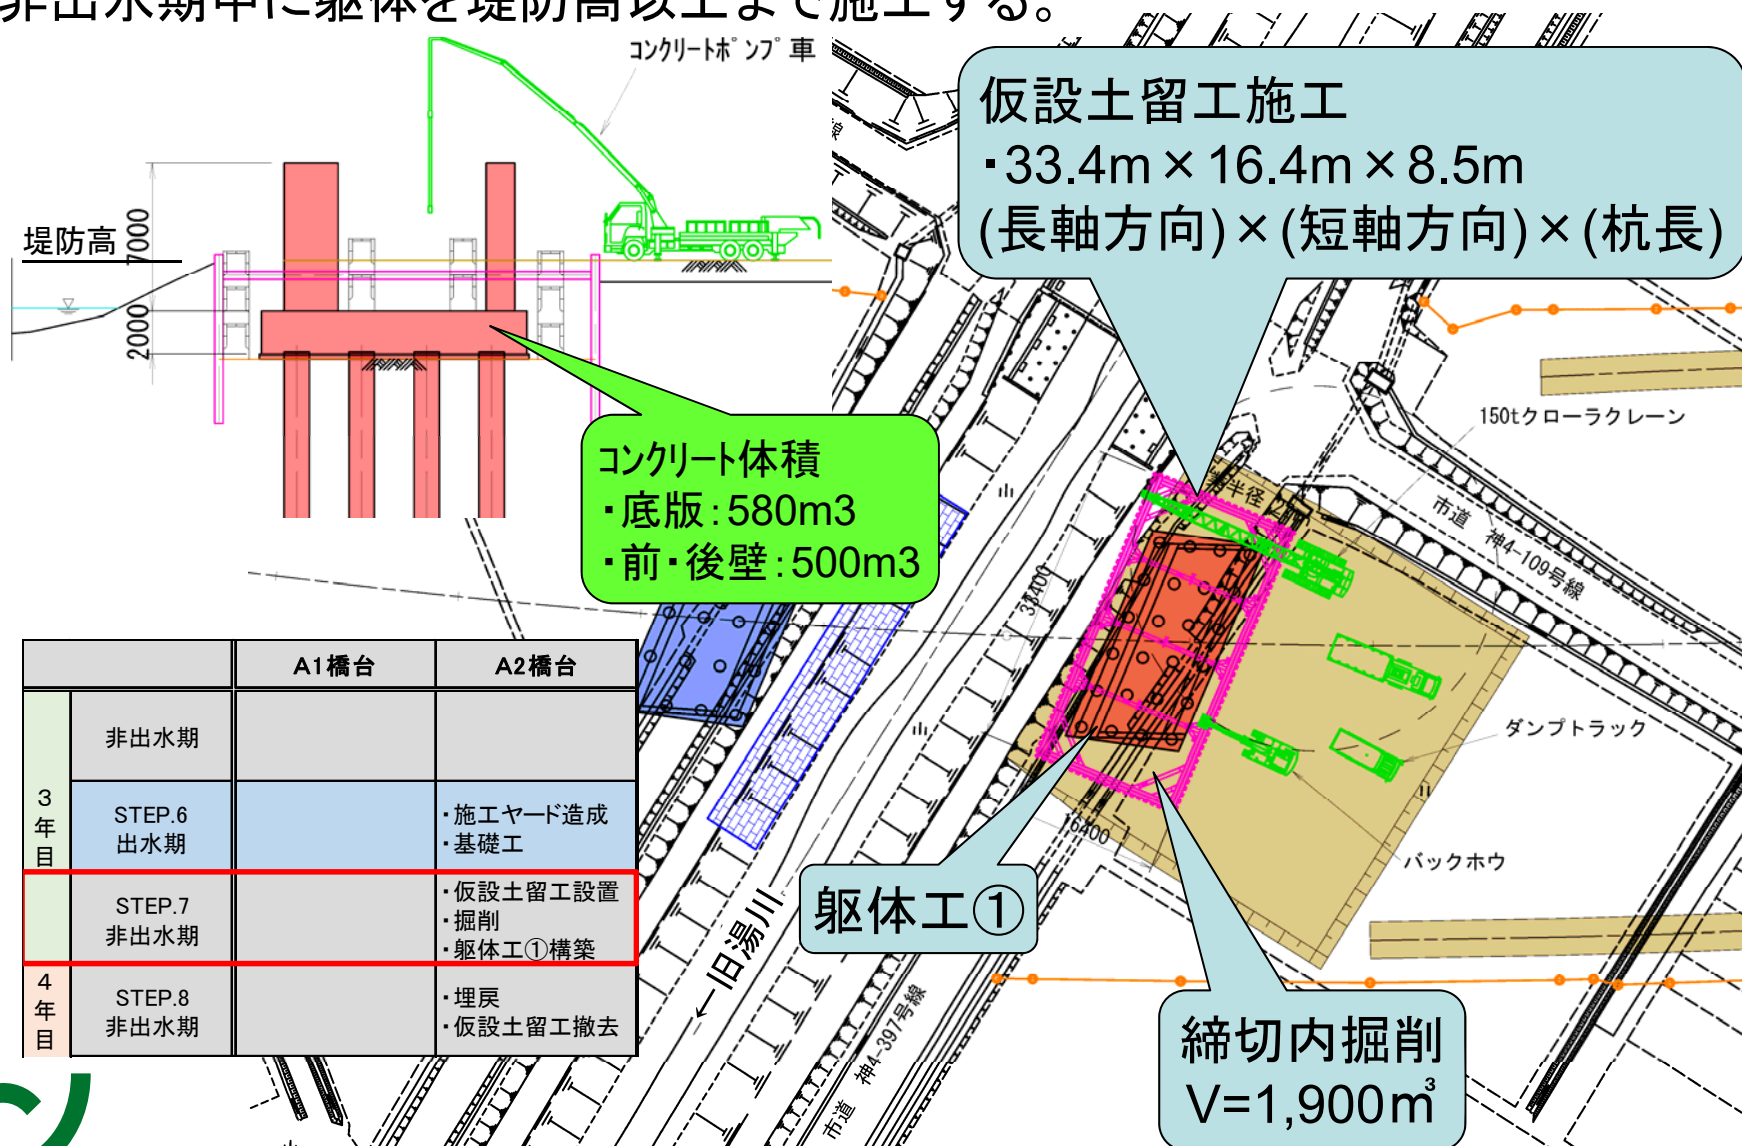 非出水期中に躯体を堤防高以上まで施工する。
コンクリートポンプ車
仮設土留工施工
・33.4m×16.4m×8.5m
(長軸方向)×(短軸方向)×(杭長)
堤防高
7000
2000
コンクリート体積
・底版:580m3
・前・後壁:500m3
150tクローラクレーン
市道 神4-109号線
33400
16400
ダンプトラック
バックホウ
躯体工①
←旧湯川
市道 神4-397号線
締切内掘削
V=1,900㎥
A1橋台 A2橋台
3年目
非出水期
STEP.6
出水期
・施工ヤード造成
・基礎工
STEP.7
非出水期
・仮設土留工設置
・掘削
・躯体工①構築
4年目
STEP.8
非出水期
・埋戻
・仮設土留工撤去